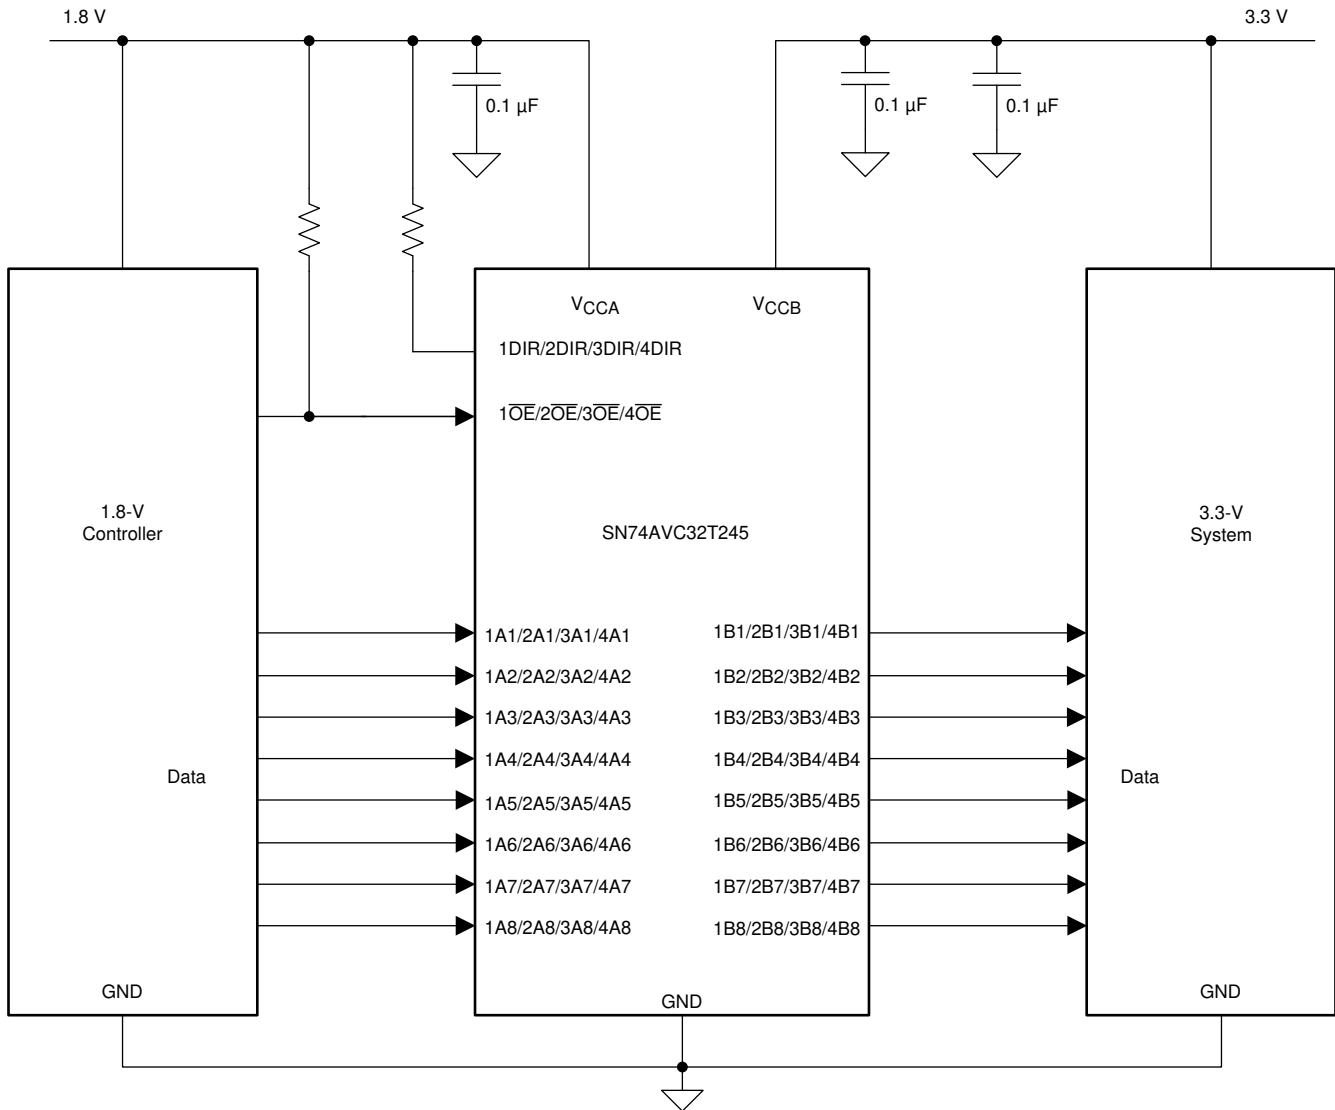 1.8 V
3.3 V
0.1 µF
0.1 µF
0.1 µF
VCCA
VCCB
1DIR/2DIR/3DIR/4DIR
1O̅E̅/2O̅E̅/3O̅E̅/4O̅E̅
1.8-V
Controller
SN74AVC32T245
3.3-V
System
1A1/2A1/3A1/4A1
1B1/2B1/3B1/4B1
1A2/2A2/3A2/4A2
1B2/2B2/3B2/4B2
1A3/2A3/3A3/4A3
1B3/2B3/3B3/4B3
1A4/2A4/3A4/4A4
1B4/2B4/3B4/4B4
Data
Data
1A5/2A5/3A5/4A5
1B5/2B5/3B5/4B5
1A6/2A6/3A6/4A6
1B6/2B6/3B6/4B6
1A7/2A7/3A7/4A7
1B7/2B7/3B7/4B7
1A8/2A8/3A8/4A8
1B8/2B8/3B8/4B8
GND
GND
GND